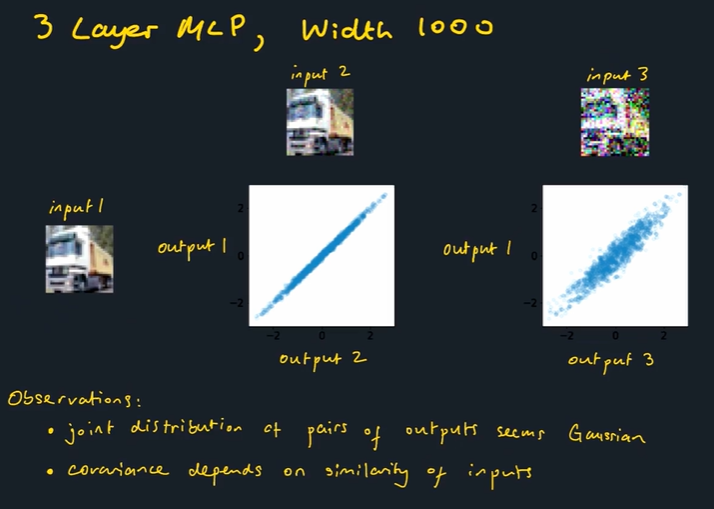 3 Layer MLP, Width 1000
input 2
input 3
input 1
output 1
2
0
-2
-2 0 2
output 2
output 1
2
0
-2
-2 0 2
output 3
Observations:
• joint distribution of pairs of outputs seems Gaussian
• covariance depends on similarity of inputs